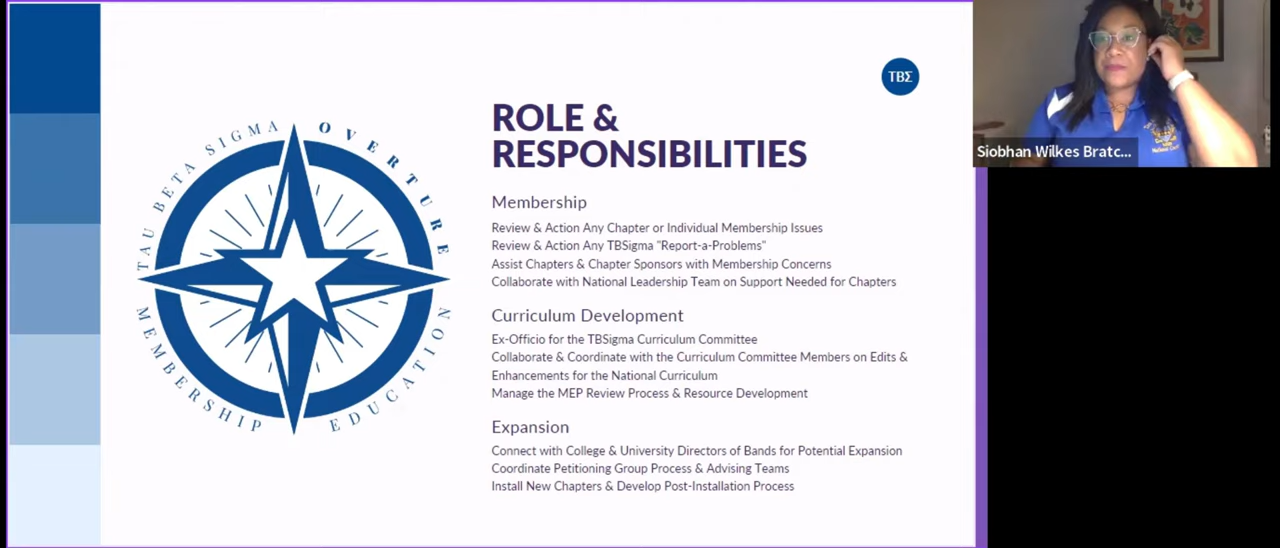 TBΣ
ROLE &
RESPONSIBILITIES
Membership
Review & Action Any Chapter or Individual Membership Issues
Review & Action Any TBSigma "Report-a-Problems"
Assist Chapters & Chapter Sponsors with Membership Concerns
Collaborate with National Leadership Team on Support Needed for Chapters
Curriculum Development
Ex-Officio for the TBSigma Curriculum Committee
Collaborate & Coordinate with the Curriculum Committee Members on Edits &
Enhancements for the National Curriculum
Manage the MEP Review Process & Resource Development
Expansion
Connect with College & University Directors of Bands for Potential Expansion
Coordinate Petitioning Group Process & Advising Teams
Install New Chapters & Develop Post-Installation Process
TAU BETA SIGMA OVERTURE
MEMBERSHIP EDUCATION
Siobhan Wilkes Bratc...